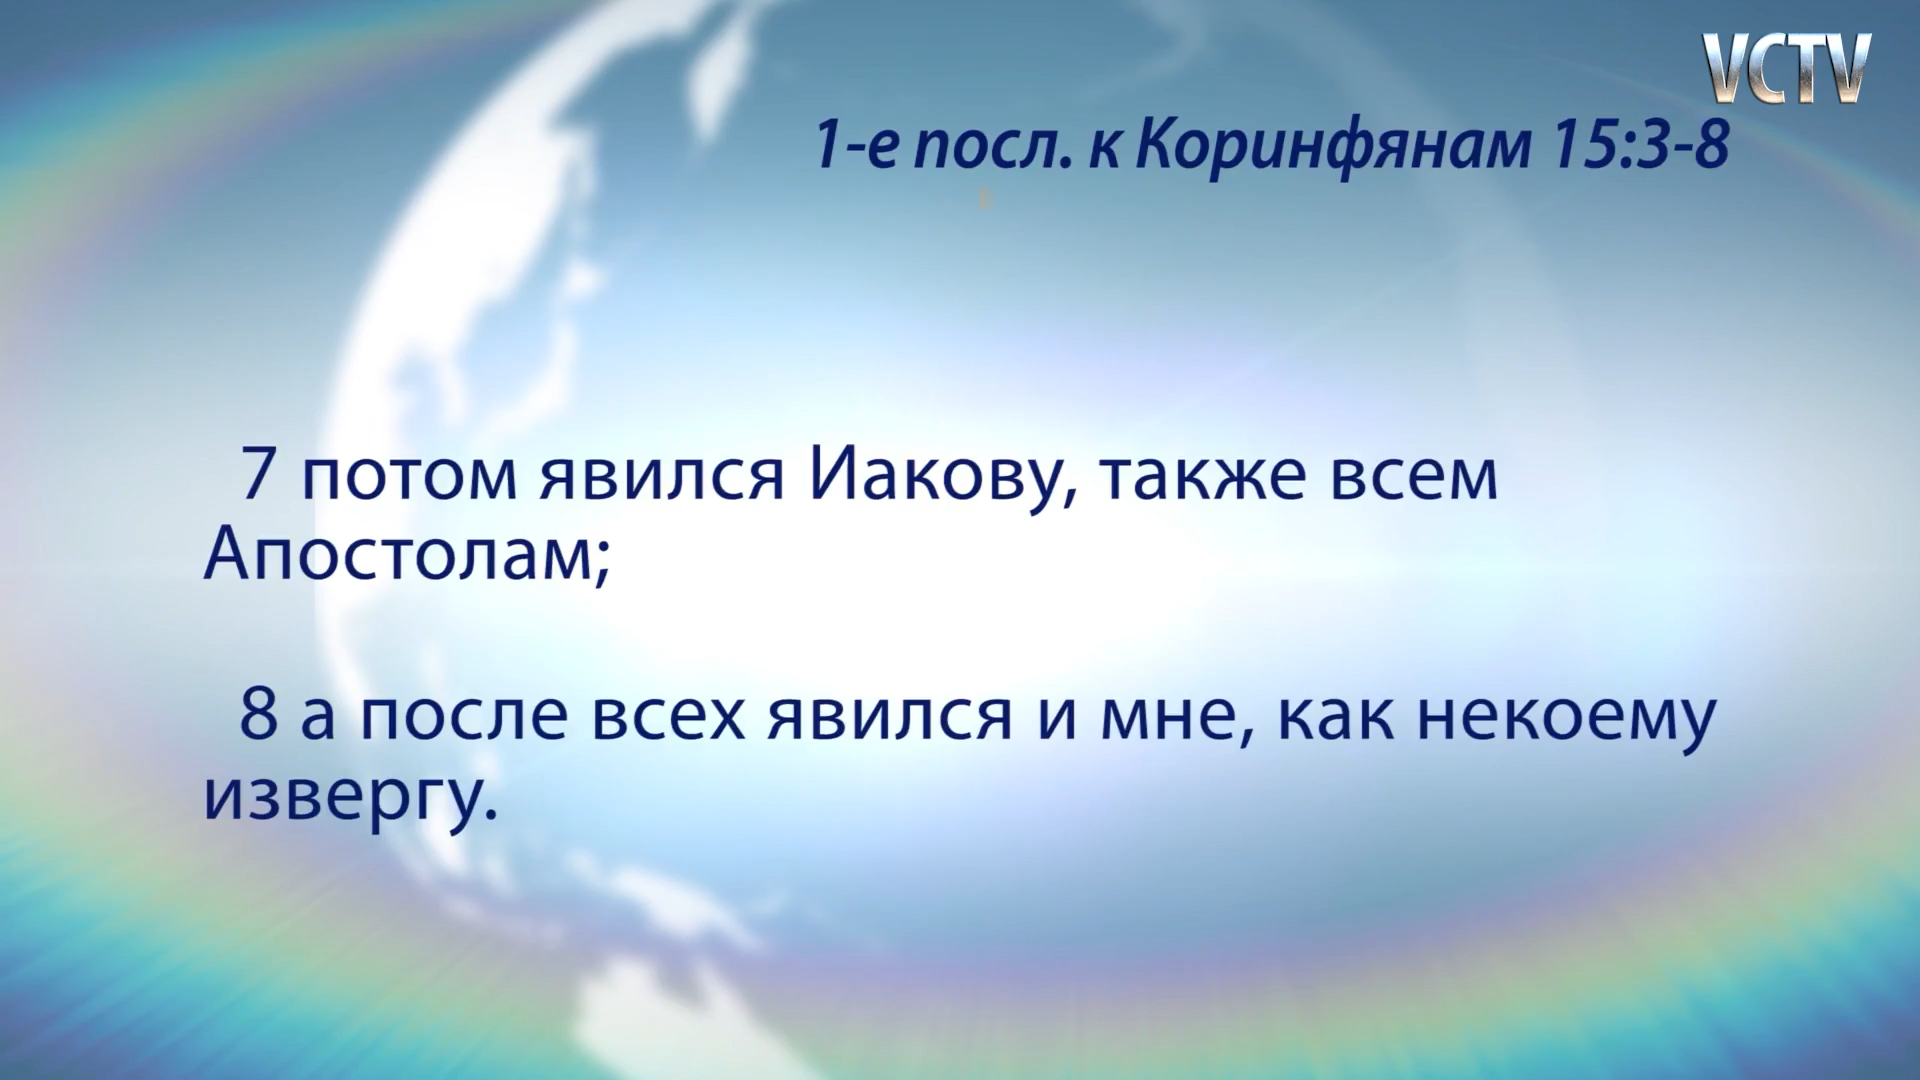 VCTV
1-е посл. к Коринфянам 15:3-8
7 потом явился Иакову, также всем
Апостолам;
8 а после всех явился и мне, как некоему
извергу.